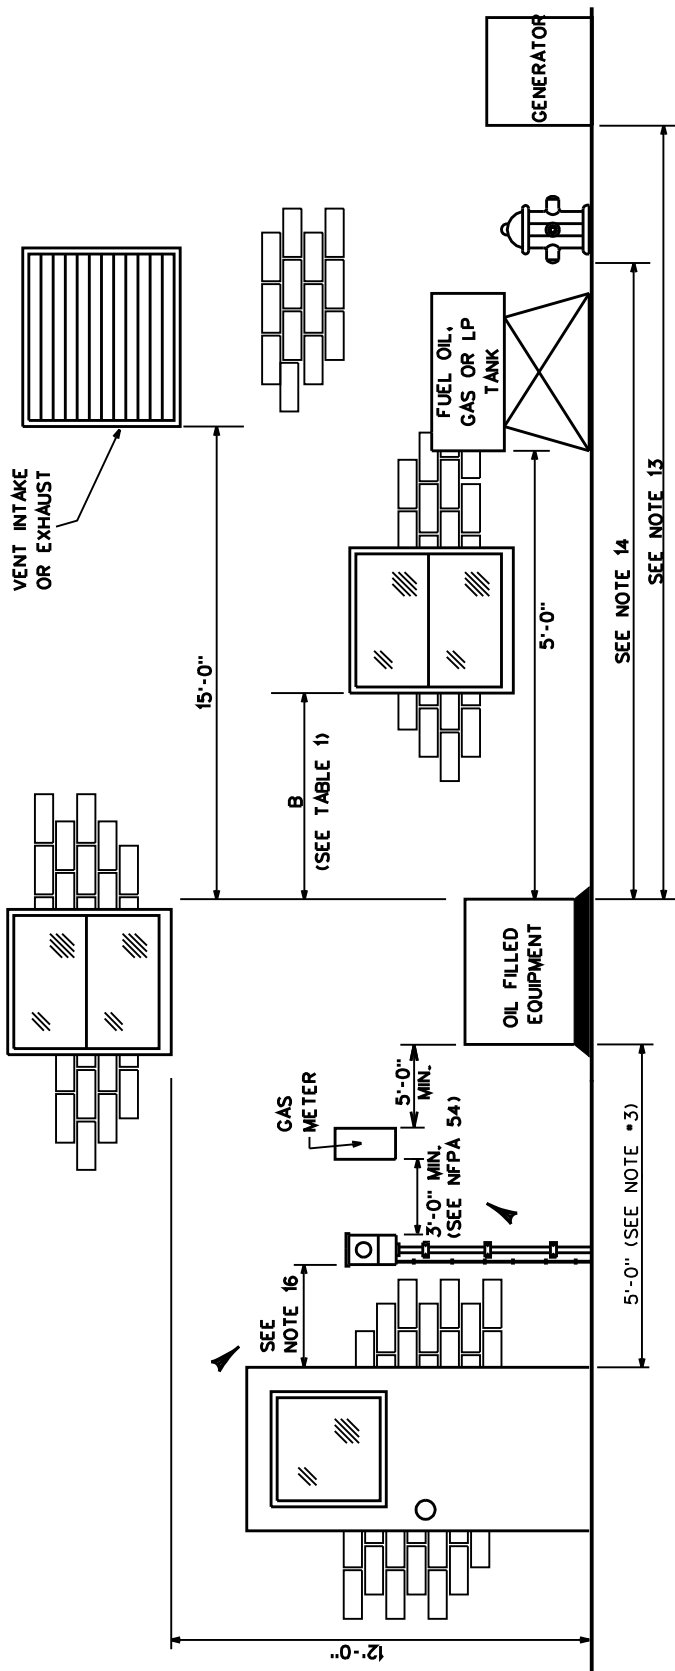 VENT INTAKE
OR EXHAUST
GENERATOR
FUEL OIL,
GAS OR LP
TANK
15'-0"
B
(SEE TABLE 1)
5'-0"
SEE NOTE 14
SEE NOTE 13
OIL FILLED
EQUIPMENT
GAS
METER
5'-0"
MIN.
3'-0" MIN.
(SEE NFPA 54)
SEE
NOTE 16
5'-0" (SEE NOTE *3)
12'-0"